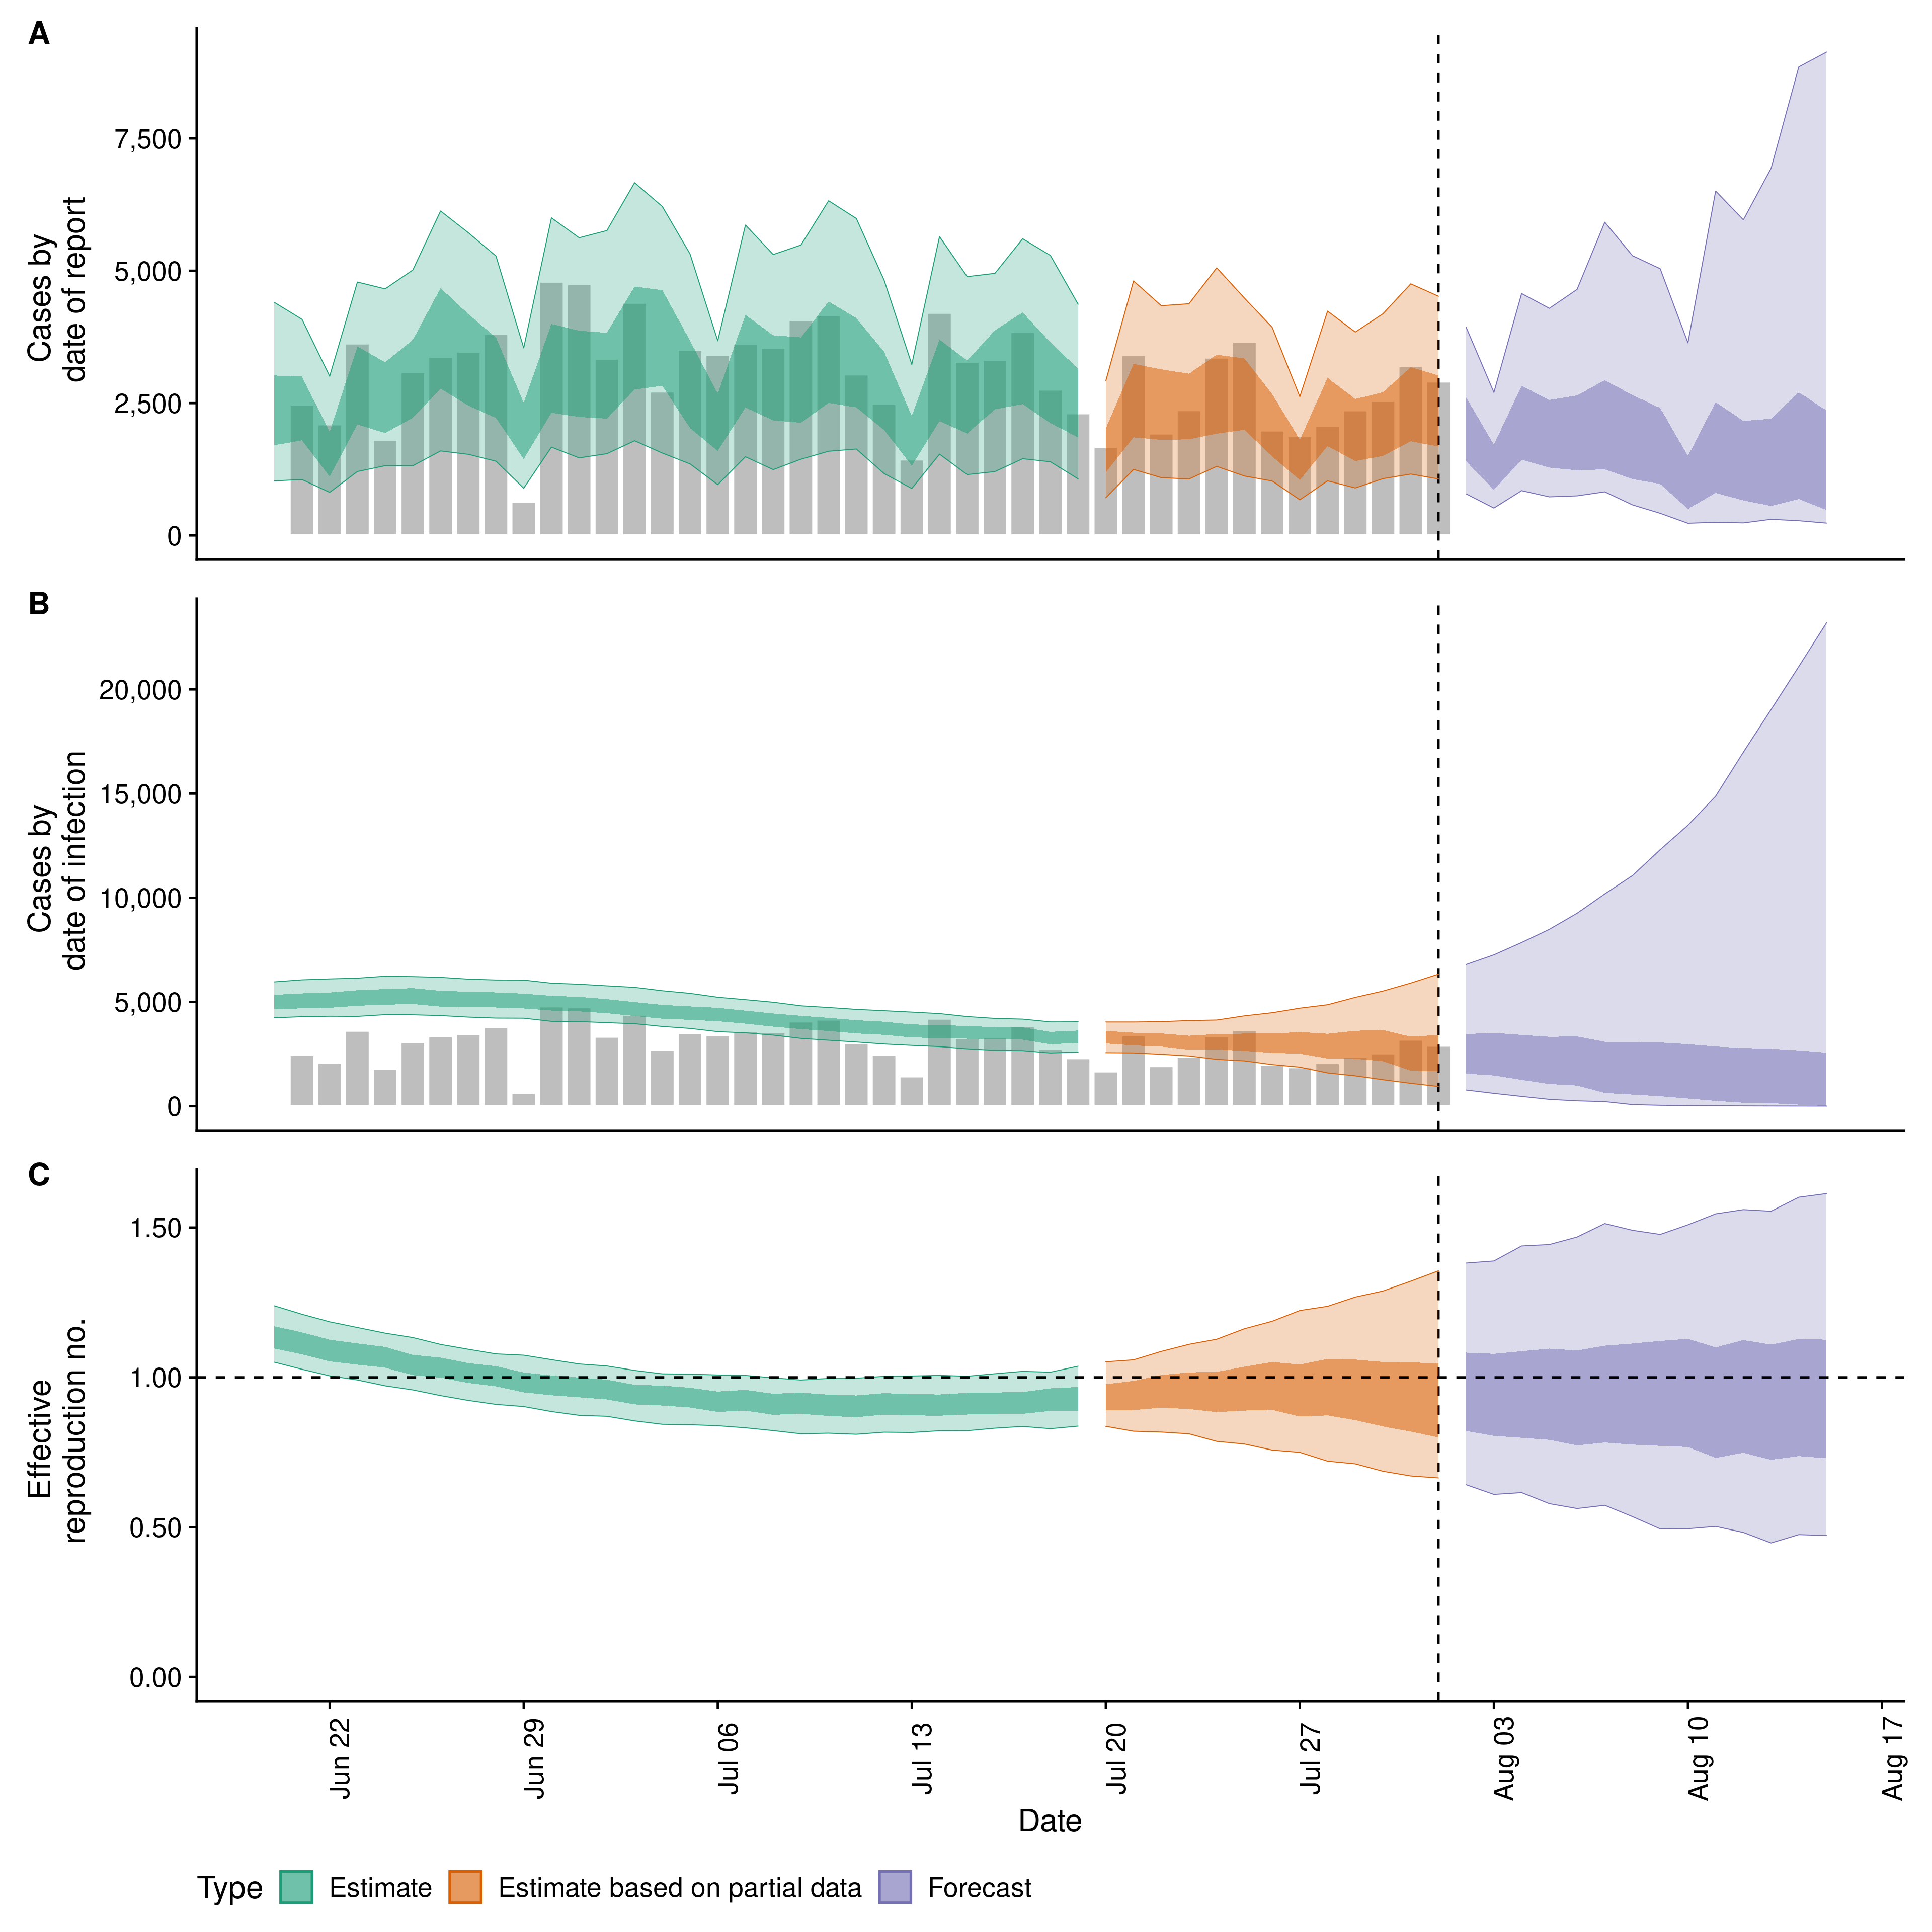 A
Cases by
date of report
7,500
5,000
2,500
0
B
Cases by
date of infection
20,000
15,000
10,000
5,000
0
C
Effective
reproduction no.
1.50
1.00
0.50
0.00
Jun 22
Jun 29
Jul 06
Jul 13
Jul 20
Jul 27
Aug 03
Aug 10
Aug 17
Date
Type Estimate Estimate based on partial data Forecast